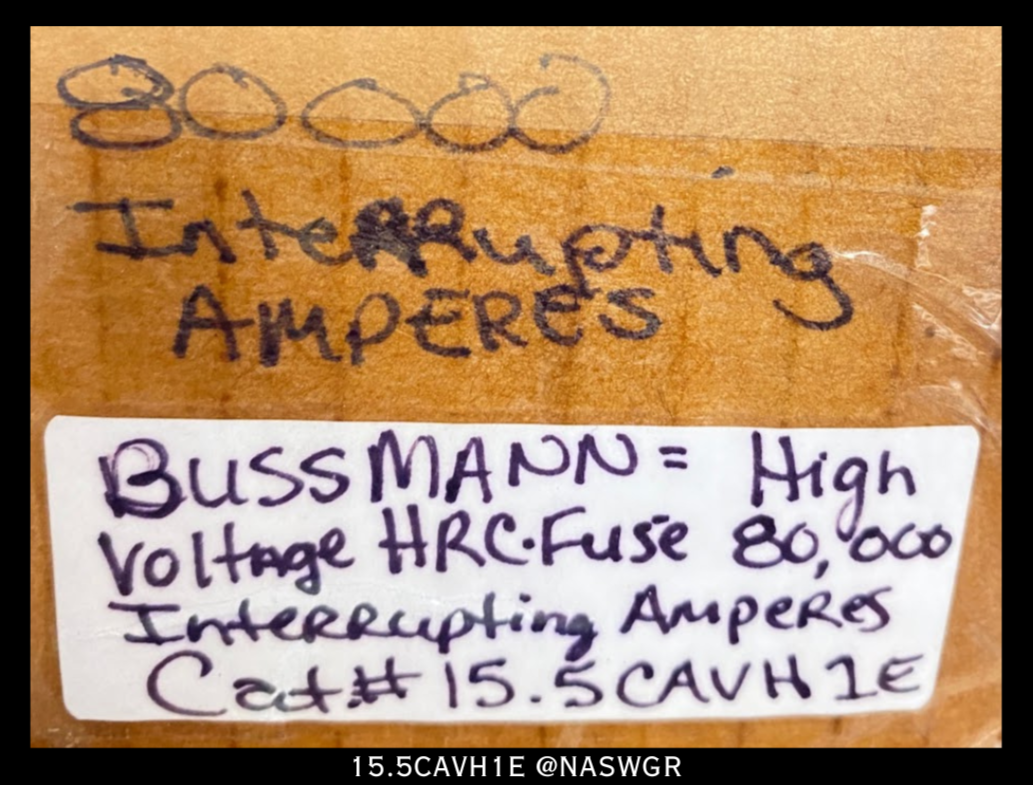 80000
Interrupting
AMPERES
BUSSMANN = High
Voltage HRC.Fuse 80,000
Interrupting Amperes
Cat# 15.5CAVH1E
15.5CAVH1E @NASWGR